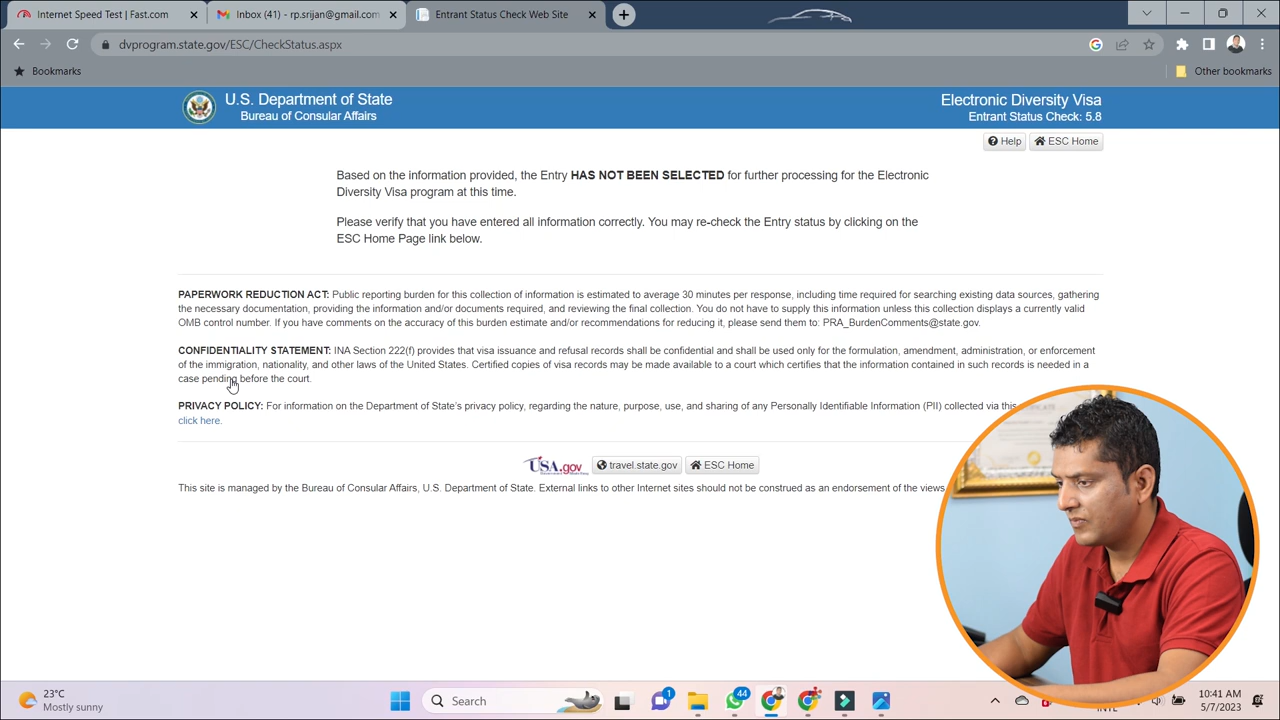 Internet Speed Test | Fast.com
Inbox (41) - rp.srijan@gmail.com
Entrant Status Check Web Site
dvprogram.state.gov/ESC/CheckStatus.aspx
Bookmarks
Other bookmarks
U.S. Department of State
Bureau of Consular Affairs
Electronic Diversity Visa
Entrant Status Check: 5.8
Help
ESC Home
Based on the information provided, the Entry HAS NOT BEEN SELECTED for further processing for the Electronic
Diversity Visa program at this time.
Please verify that you have entered all information correctly. You may re-check the Entry status by clicking on the
ESC Home Page link below.
PAPERWORK REDUCTION ACT: Public reporting burden for this collection of information is estimated to average 30 minutes per response, including time required for searching existing data sources, gathering
the necessary documentation, providing the information and/or documents required, and reviewing the final collection. You do not have to supply this information unless this collection displays a currently valid
OMB control number. If you have comments on the accuracy of this burden estimate and/or recommendations for reducing it, please send them to: PRA_BurdenComments@state.gov.
CONFIDENTIALITY STATEMENT: INA Section 222(f) provides that visa issuance and refusal records shall be confidential and shall be used only for the formulation, amendment, administration, or enforcement
of the immigration, nationality, and other laws of the United States. Certified copies of visa records may be made available to a court which certifies that the information contained in such records is needed in a
case pending before the court.
PRIVACY POLICY: For information on the Department of State's privacy policy, regarding the nature, purpose, use, and sharing of any Personally Identifiable Information (PII) collected via this
click here.
USA.gov
travel.state.gov
ESC Home
This site is managed by the Bureau of Consular Affairs, U.S. Department of State. External links to other Internet sites should not be construed as an endorsement of the views
23°C
Mostly sunny
Search
1
44
INTL
10:41 AM
5/7/2023